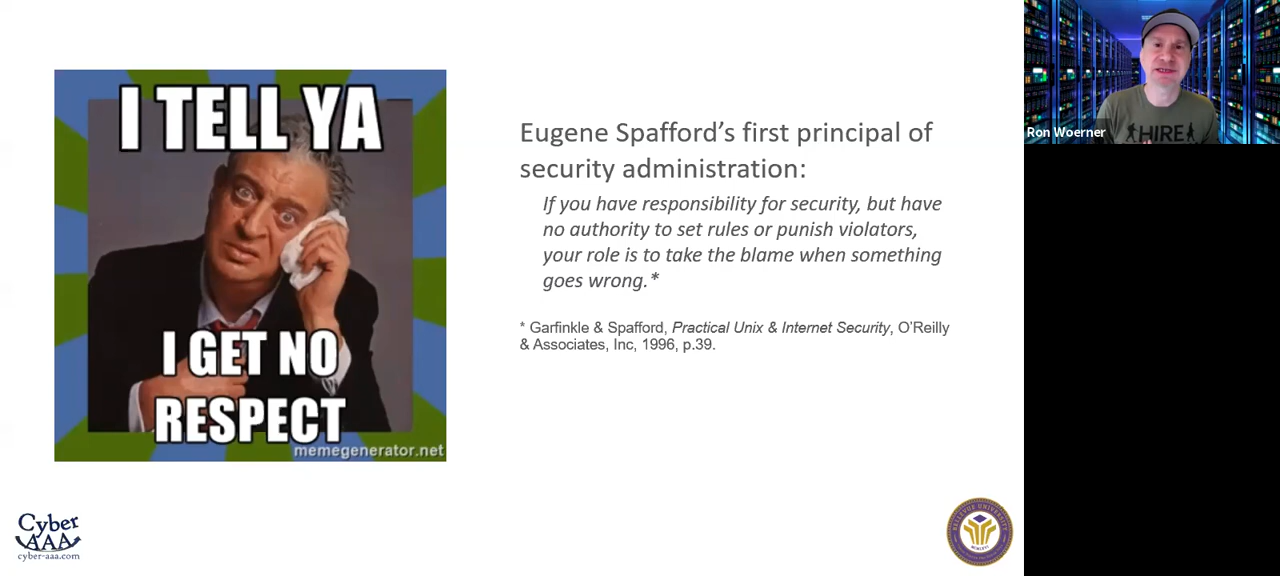 I TELL YA
I GET NO
RESPECT
memegenerator.net
Eugene Spafford’s first principal of
security administration:
If you have responsibility for security, but have
no authority to set rules or punish violators,
your role is to take the blame when something
goes wrong.*
* Garfinkle & Spafford, Practical Unix & Internet Security, O’Reilly
& Associates, Inc, 1996, p.39.
Ron Woerner
HIRE
Cyber
AAA
cyber-aaa.com
BELLEVUE UNIVERSITY